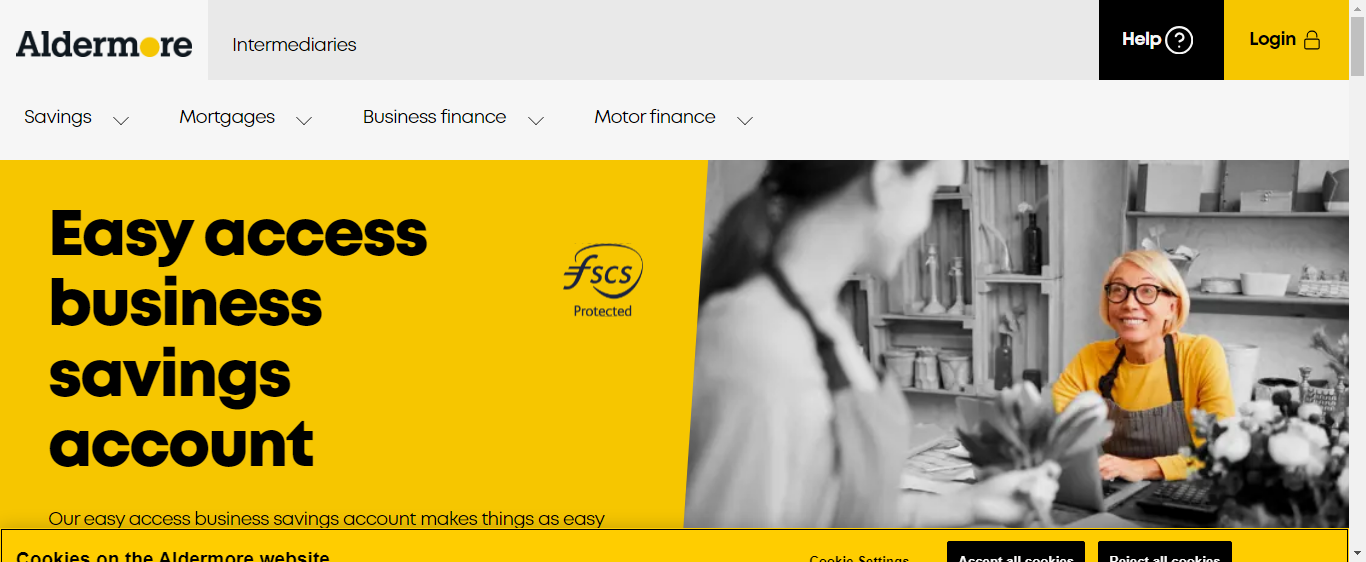 Aldermore
Intermediaries
Help ?
Login
Savings
Mortgages
Business finance
Motor finance
Easy access
business
savings
account
fscs
Protected
Our easy access business savings account makes things as easy
Cookies on the Aldermore website
Cookie Settings
Accept all cookies
Reject all cookies